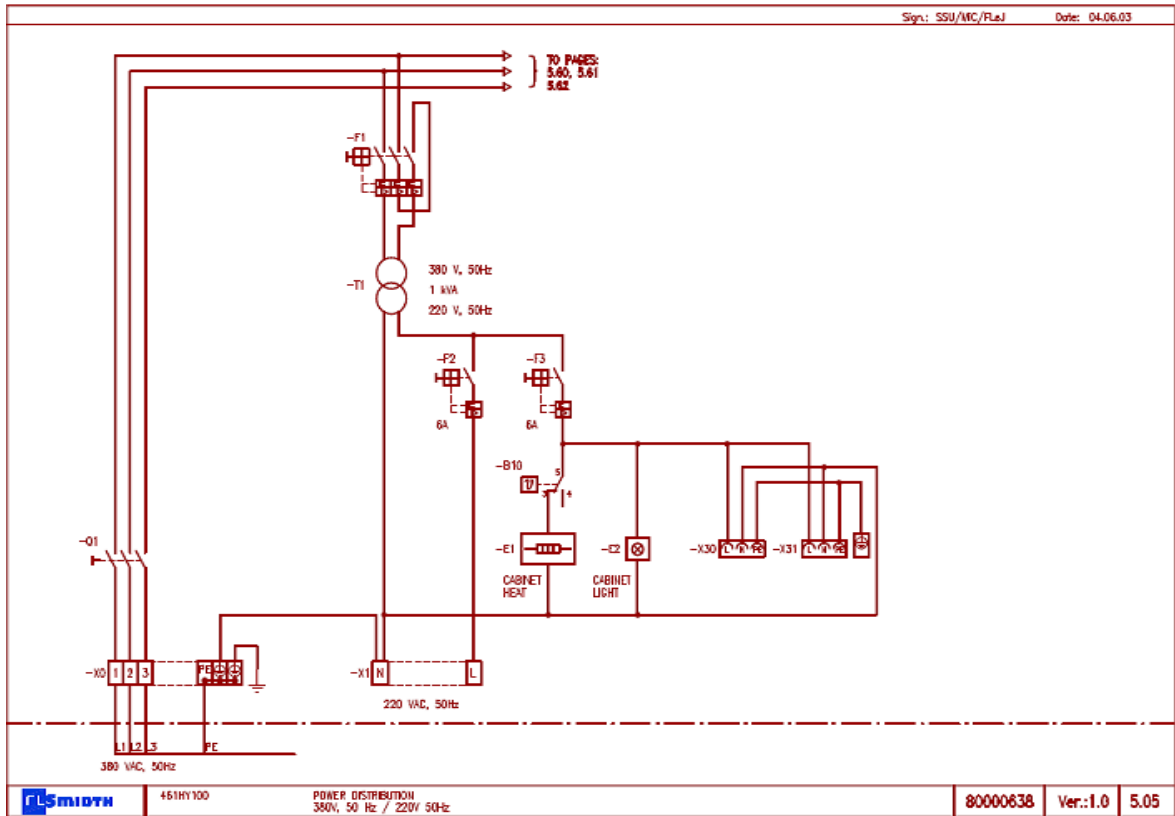 Sign.: SSU/MIC/FLeJ Date: 04.06.03
TO PAGES:
5.60, 5.61
5.62
-F1
-T1
380 V, 50Hz
1 kVA
220 V, 50Hz
-F2
-F3
6A
6A
-B10
5
3
4
-Q1
-E1
-E2
-X30
L
N
PE
-X31
L
N
PE
CABINET
HEAT
CABINET
LIGHT
-X0
1
2
3
PE
-X1
N
L
220 VAC, 50Hz
L1
L2
L3
PE
380 VAC, 50Hz
FLSMIDTH
461HY100
POWER DISTRIBUTION
380V, 50 Hz / 220V 50Hz
80000638
Ver.:1.0
5.05